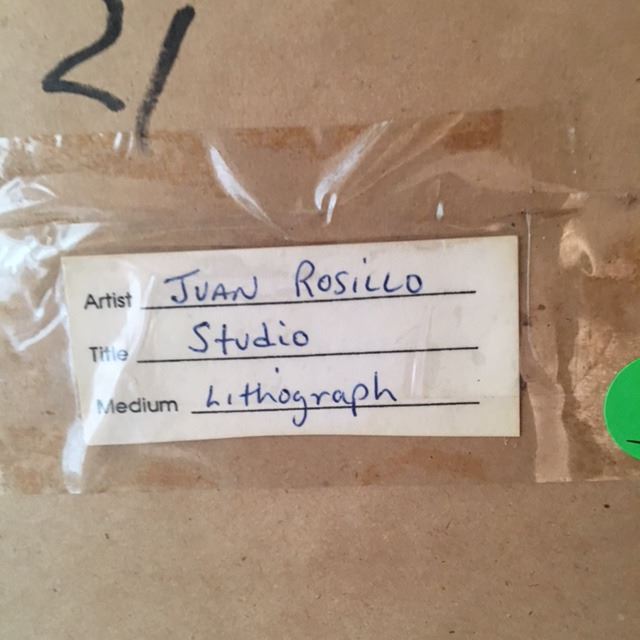 21
Artist Juan Rosillo
Title Studio
Medium Lithograph